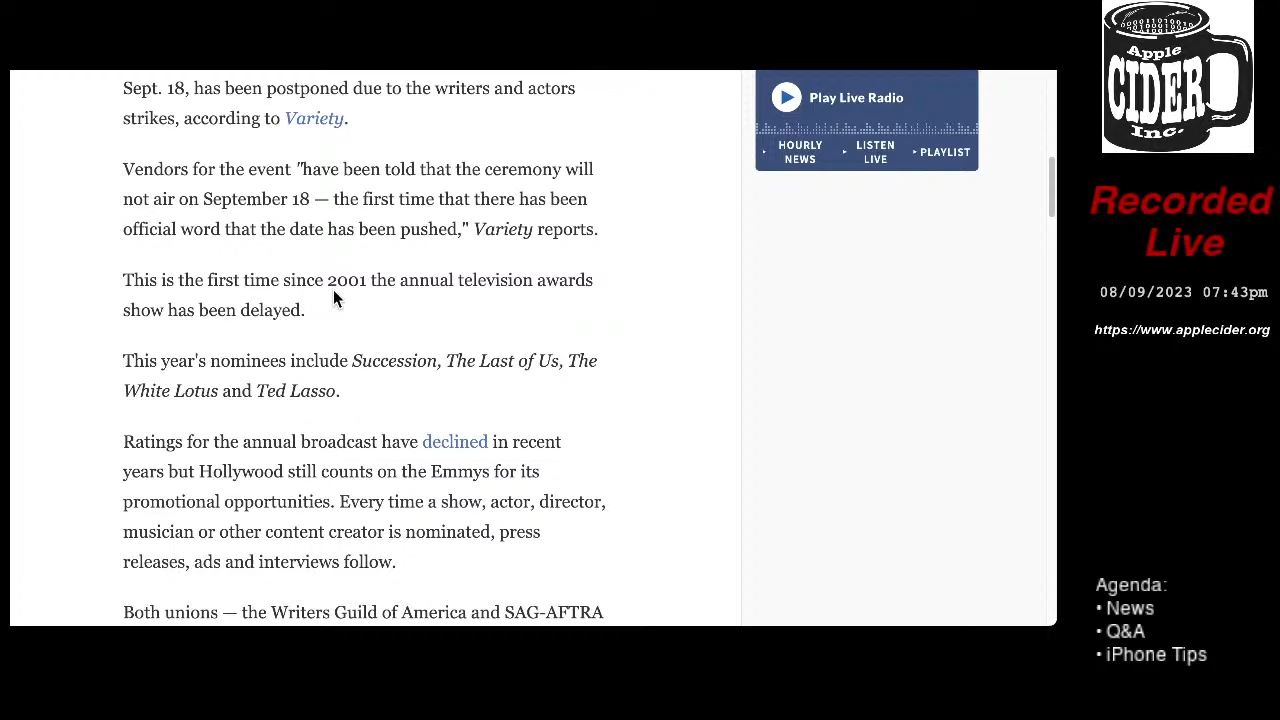 Sept. 18, has been postponed due to the writers and actors
strikes, according to Variety.
Vendors for the event "have been told that the ceremony will
not air on September 18 — the first time that there has been
official word that the date has been pushed," Variety reports.
This is the first time since 2001 the annual television awards
show has been delayed.
This year's nominees include Succession, The Last of Us, The
White Lotus and Ted Lasso.
Ratings for the annual broadcast have declined in recent
years but Hollywood still counts on the Emmys for its
promotional opportunities. Every time a show, actor, director,
musician or other content creator is nominated, press
releases, ads and interviews follow.
Both unions — the Writers Guild of America and SAG-AFTRA
Play Live Radio
HOURLY
NEWS
LISTEN
LIVE
PLAYLIST
Apple
CIDER
Inc.
Recorded
Live
08/09/2023 07:43pm
https://www.applecider.org
Agenda:
• News
• Q&A
• iPhone Tips